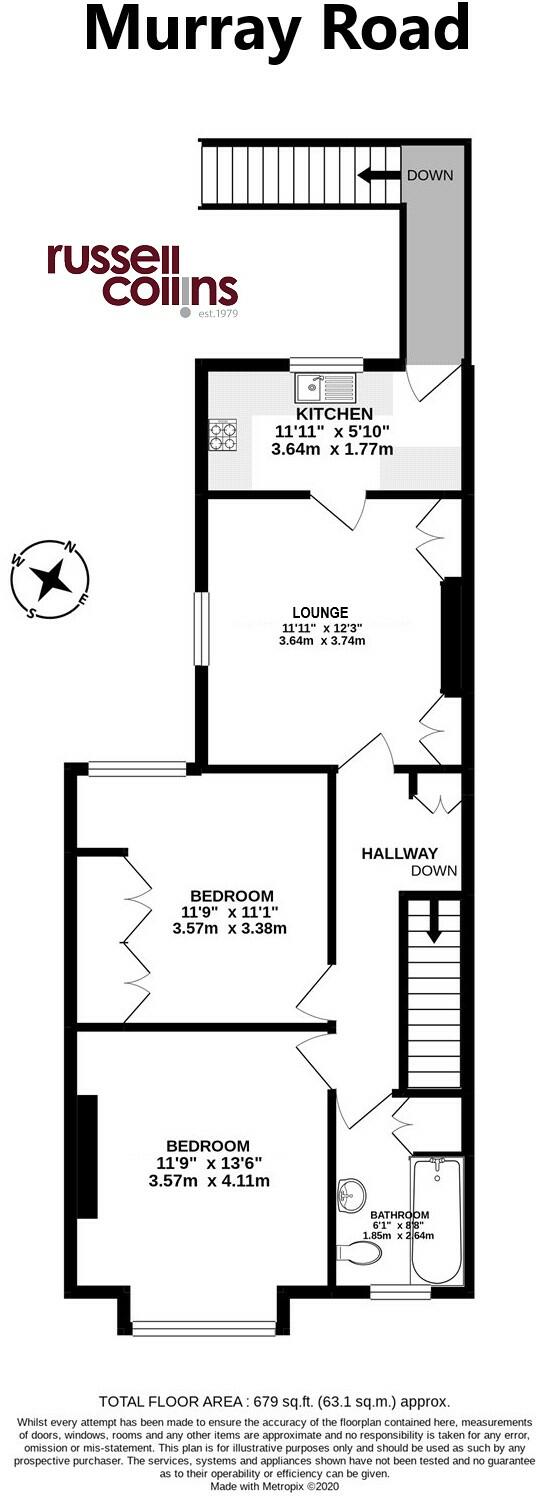 Murray Road
DOWN
russell
collins
est.1979
KITCHEN
11'11" x 5'10"
3.64m x 1.77m
N
W
E
S
LOUNGE
11'11" x 12'3"
3.64m x 3.74m
HALLWAY
DOWN
BEDROOM
11'9" x 11'1"
3.57m x 3.38m
BEDROOM
11'9" x 13'6"
3.57m x 4.11m
BATHROOM
6'1" x 8'8"
1.85m x 2.64m
TOTAL FLOOR AREA : 679 sq.ft. (63.1 sq.m.) approx.
Whilst every attempt has been made to ensure the accuracy of the floorplan contained here, measurements
of doors, windows, rooms and any other items are approximate and no responsibility is taken for any error,
omission or mis-statement. This plan is for illustrative purposes only and should be used as such by any
prospective purchaser. The services, systems and appliances shown have not been tested and no guarantee
as to their operability or efficiency can be given.
Made with Metropix ©2020